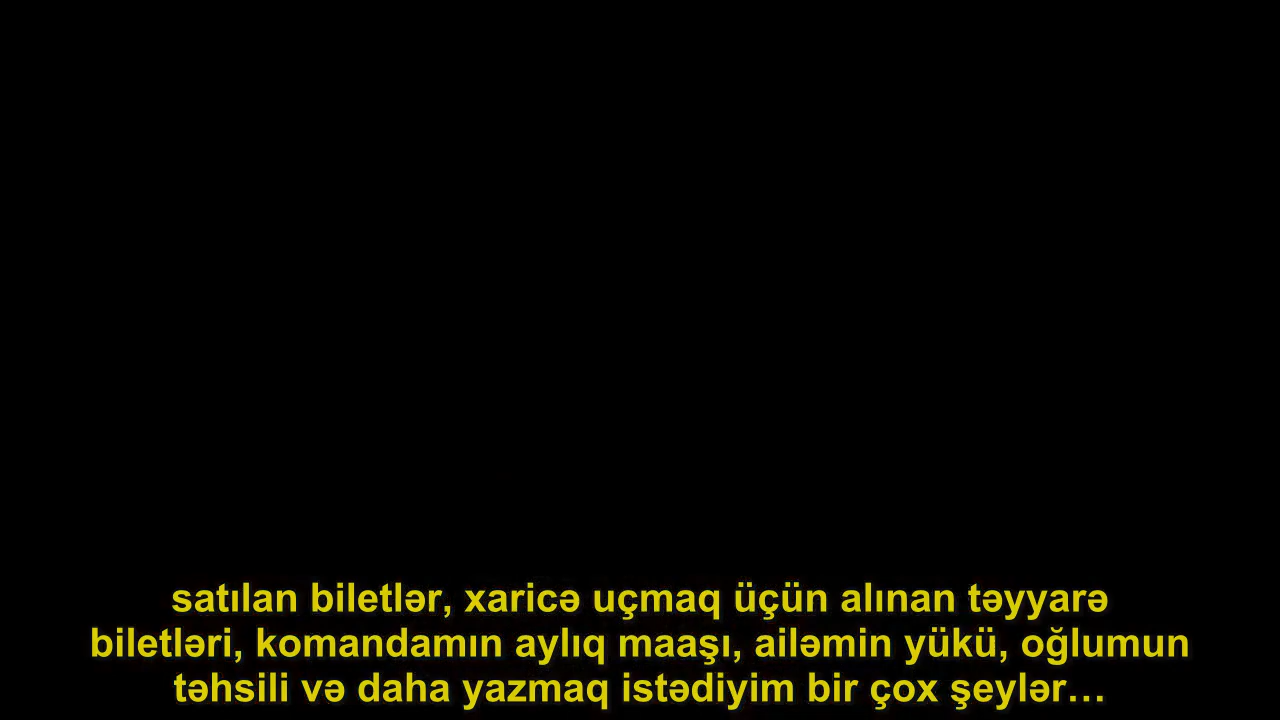 satılan biletlər, xaricə uçmaq üçün alınan təyyarə
biletləri, komandamın aylıq maaşı, ailəmin yükü, oğlumun
təhsili və daha yazmaq istədiyim bir çox şeylər…